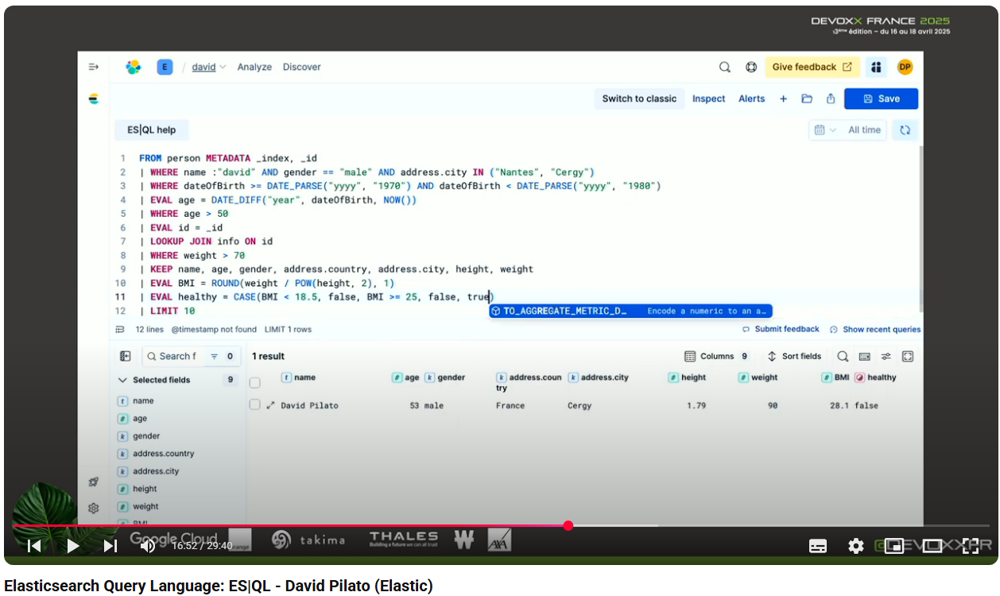 DEVOXX FRANCE 2025
13ème édition – du 16 au 18 avril 2025
E / david Analyze Discover
Give feedback
DP
Switch to classic Inspect Alerts + Save
ES|QL help
All time
1 FROM person METADATA _index, _id
2 | WHERE name :"david" AND gender == "male" AND address.city IN ("Nantes", "Cergy")
3 | WHERE dateOfBirth >= DATE_PARSE("yyyy", "1970") AND dateOfBirth < DATE_PARSE("yyyy", "1980")
4 | EVAL age = DATE_DIFF("year", dateOfBirth, NOW())
5 | WHERE age > 50
6 | EVAL id = _id
7 | LOOKUP JOIN info ON id
8 | WHERE weight > 70
9 | KEEP name, age, gender, address.country, address.city, height, weight
10 | EVAL BMI = ROUND(weight / POW(height, 2), 1)
11 | EVAL healthy = CASE(BMI < 18.5, false, BMI >= 25, false, true)
12 | LIMIT 10
TO_AGGREGATE_METRIC_D… Encode a numeric to an a…
12 lines @timestamp not found LIMIT 1 rows
Submit feedback Show recent queries
Search f 0
1 result
Columns 9 Sort fields
Selected fields 9
name
age
gender
address.country
address.city
height
weight
BMI
name age gender address.country address.city height weight BMI healthy
David Pilato 53 male France Cergy 1.79 90 28.1 false
Google Cloud
orange
takima
THALES
Building a future we can all trust
W
AXA
16:52 / 29:40
@DEVOXXFR
Elasticsearch Query Language: ES|QL - David Pilato (Elastic)